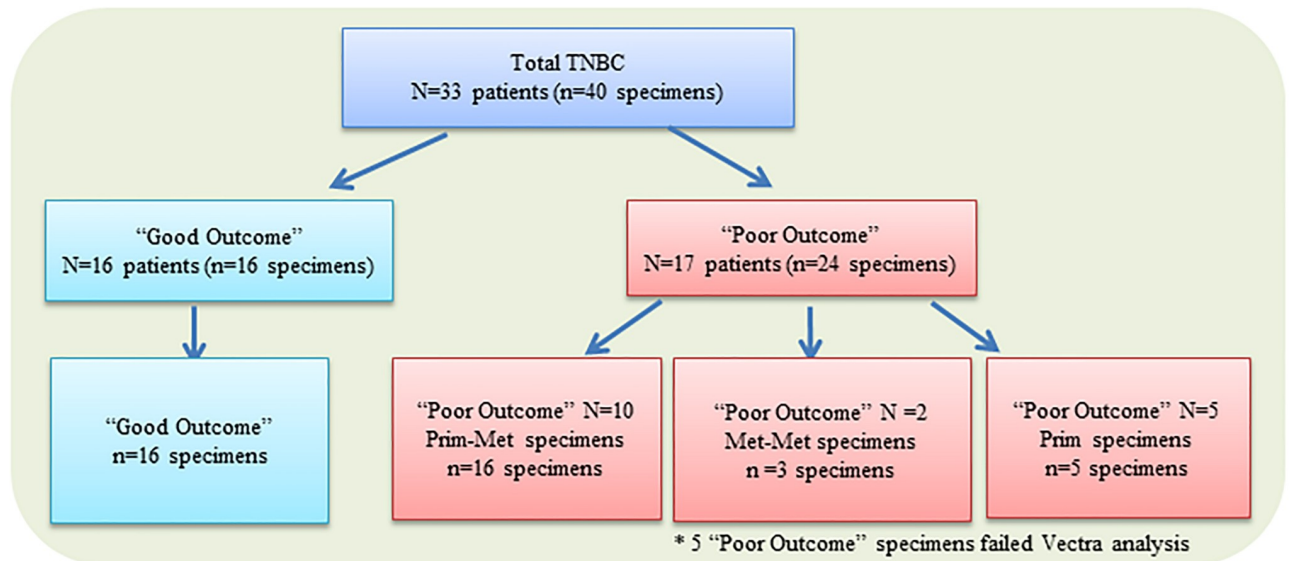 Total TNBC
N=33 patients (n=40 specimens)
“Good Outcome”
N=16 patients (n=16 specimens)
“Poor Outcome”
N=17 patients (n=24 specimens)
“Good Outcome”
n=16 specimens
“Poor Outcome” N=10
Prim-Met specimens
n=16 specimens
“Poor Outcome” N =2
Met-Met specimens
n =3 specimens
“Poor Outcome” N=5
Prim specimens
n=5 specimens
* 5 “Poor Outcome” specimens failed Vectra analysis